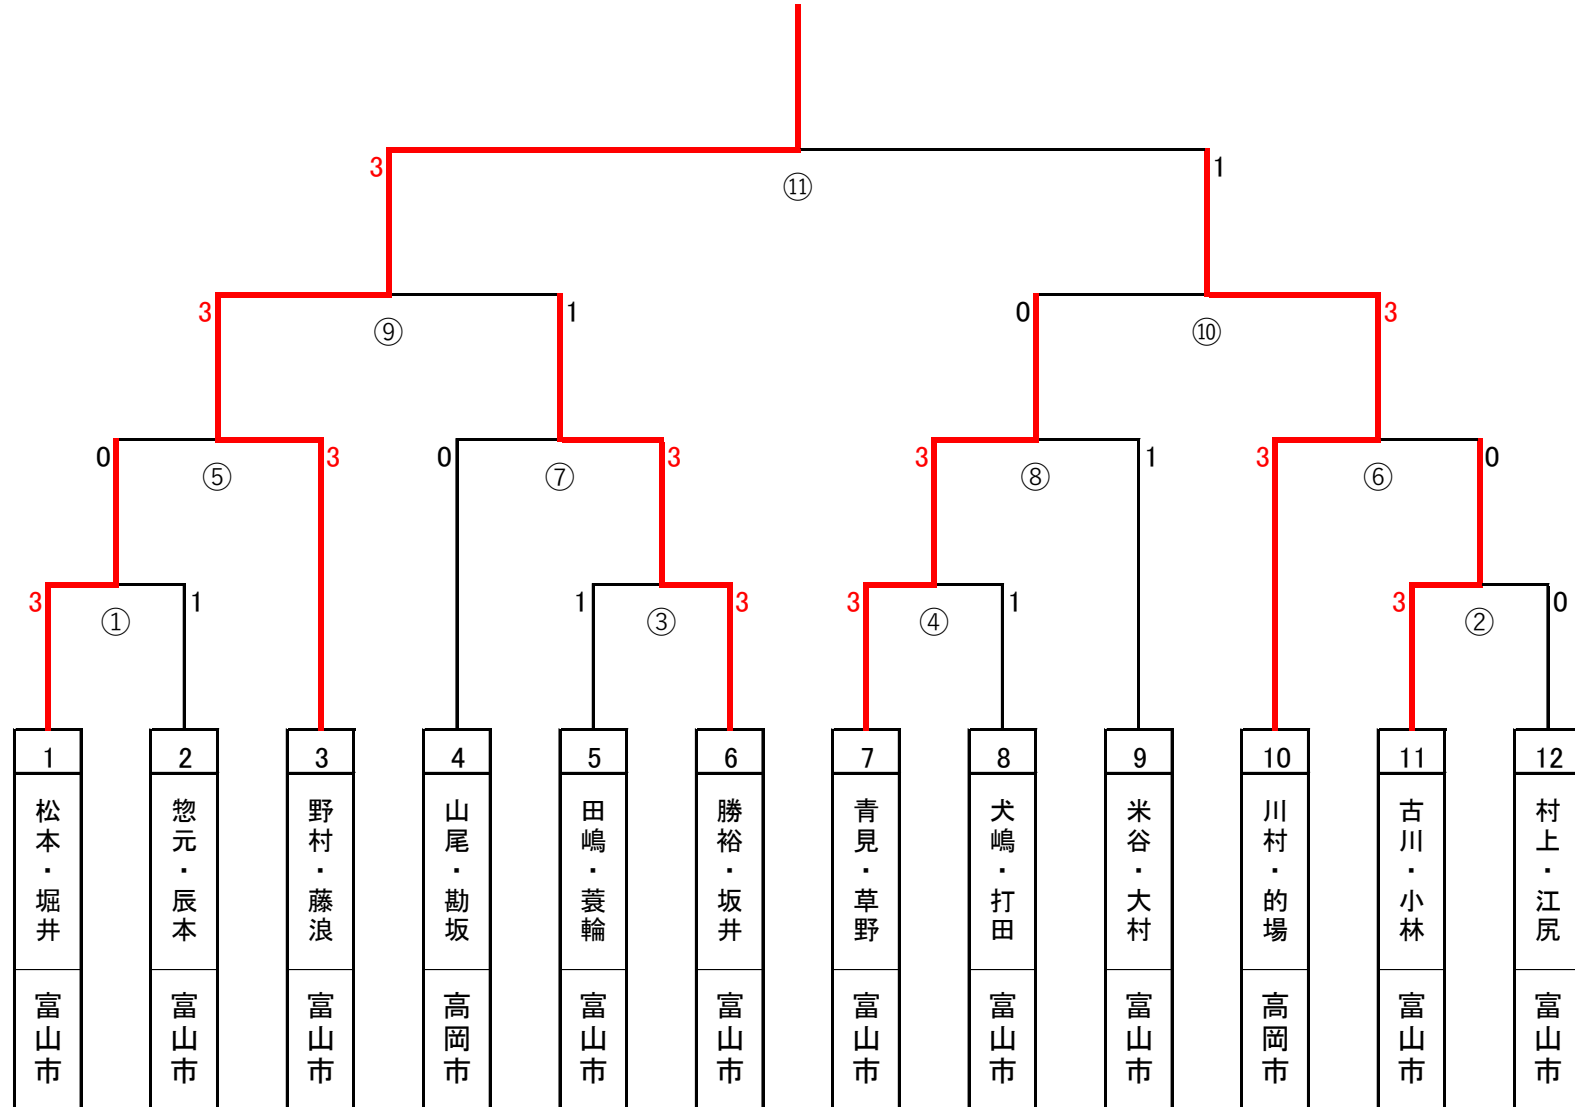 3
1
⑪
3
1
0
3
⑨
⑩
0
3
0
3
3
1
3
0
⑤
⑦
⑧
⑥
3
1
1
3
3
1
3
0
①
③
④
②
1
2
3
4
5
6
7
8
9
10
11
12
松本・堀井
惣元・辰本
野村・藤浪
山尾・勘坂
田嶋・蓑輪
勝裕・坂井
青見・草野
犬嶋・打田
米谷・大村
川村・的場
古川・小林
村上・江尻
富山市
富山市
富山市
高岡市
富山市
富山市
富山市
富山市
富山市
高岡市
富山市
富山市